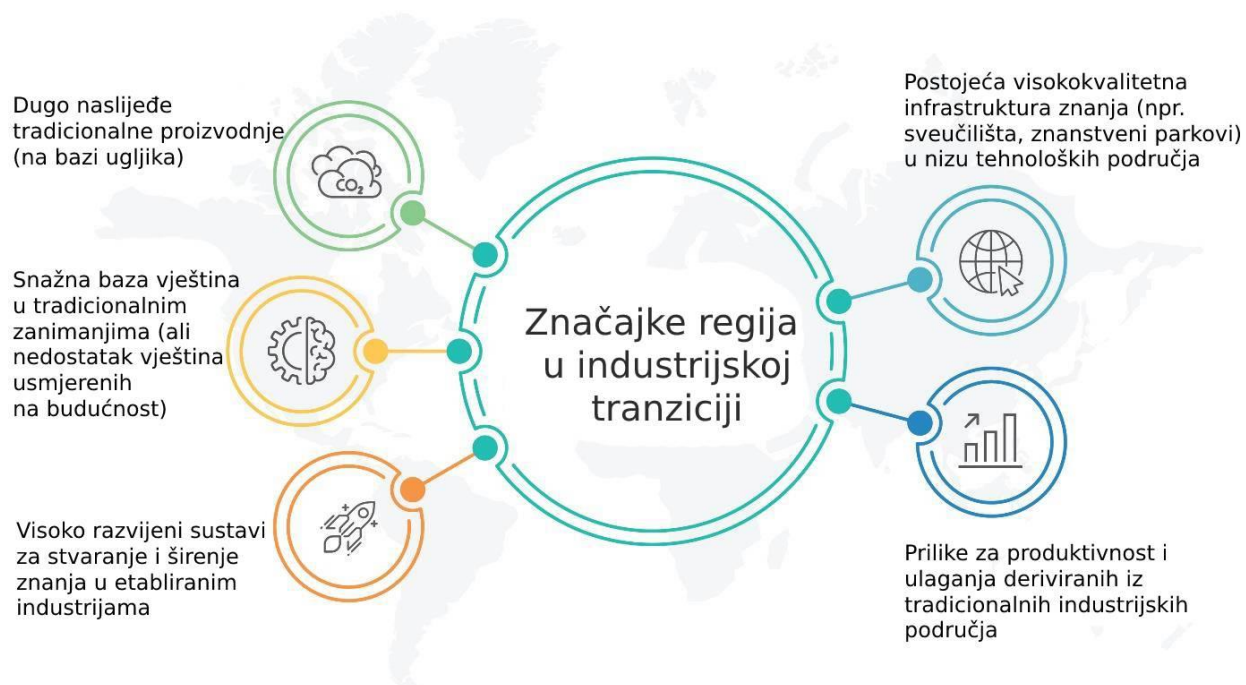 Dugo naslijeđe
tradicionalne proizvodnje
(na bazi ugljika)
CO₂
Snažna baza vještina
u tradicionalnim
zanimanjima (ali
nedostatak vještina
usmjerenih
na budućnost)
Visoko razvijeni sustavi
za stvaranje i širenje
znanja u etabliranim
industrijama
Značajke regija
u industrijskoj
tranziciji
Postojeća visokokvalitetna
infrastruktura znanja (npr.
sveučilišta, znanstveni parkovi)
u nizu tehnoloških područja
Prilike za produktivnost i
ulaganja deriviranih iz
tradicionalnih industrijskih
područja